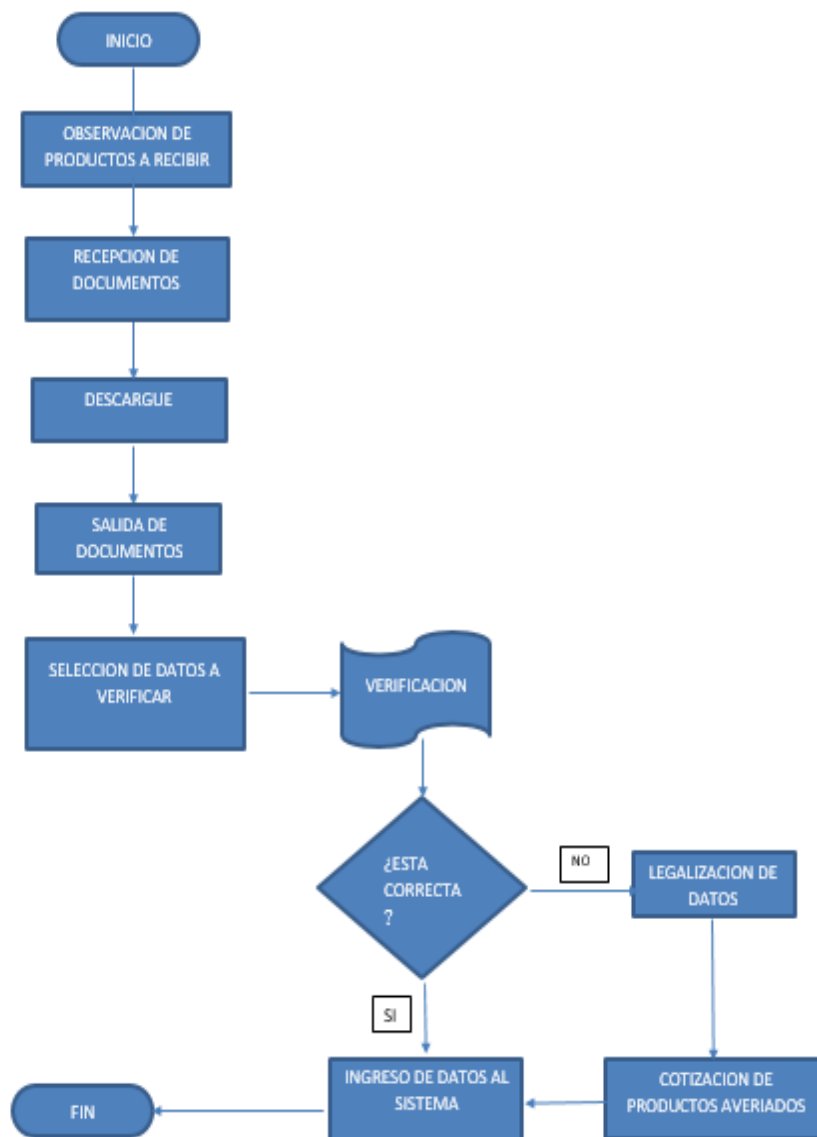 INICIO
OBSERVACION DE
PRODUCTOS A RECIBIR
RECEPCION DE
DOCUMENTOS
DESCARGUE
SALIDA DE
DOCUMENTOS
SELECCION DE DATOS A
VERIFICAR
VERIFICACION
¿ESTA
CORRECTA
?
NO
LEGALIZACION DE
DATOS
SI
INGRESO DE DATOS AL
SISTEMA
COTIZACION DE
PRODUCTOS AVERIADOS
FIN